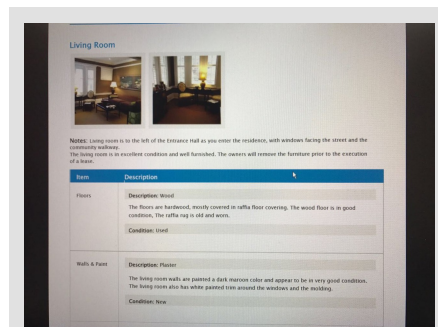 Living Room
Notes: Living room is to the left of the Entrance Hall as you enter the residence, with windows facing the street and the
community walkway.
The living room is in excellent condition and well furnished. The owners will remove the furniture prior to the execution
of a lease.
Item Description
Floors Description: Wood
The floors are hardwood, mostly covered in raffia floor covering. The wood floor is in good
condition, The raffia rug is old and worn.
Condition: Used
Walls & Paint Description: Plaster
The living room walls are painted a dark maroon color and appear to be in very good condition.
The living room also has white painted trim around the windows and the molding.
Condition: New